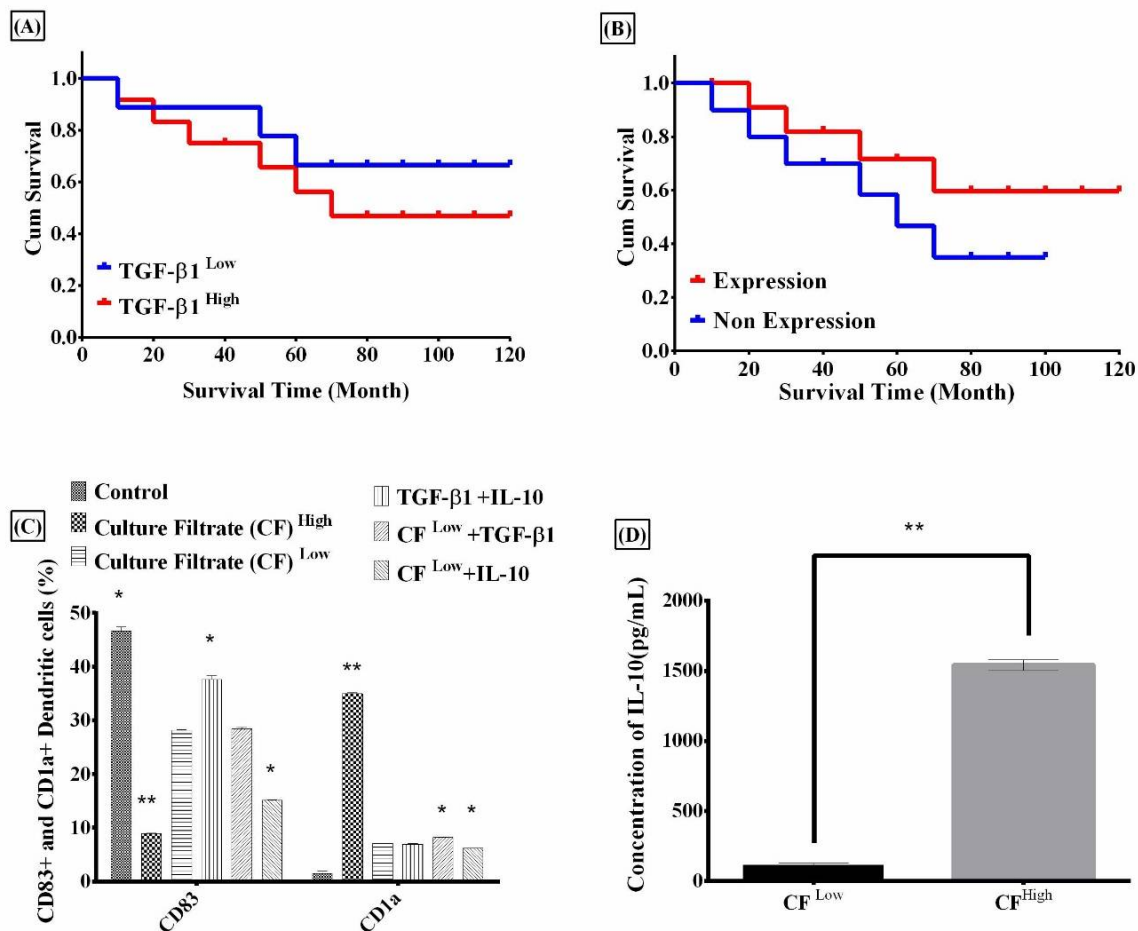 (A)
1.0
0.8
0.6
0.4
0.2
0.0
Cum Survival
TGF-β1 Low
TGF-β1 High
0 20 40 60 80 100 120
Survival Time (Month)
(B)
1.0
0.8
0.6
0.4
0.2
0.0
Cum Survival
Expression
Non Expression
0 20 40 60 80 100 120
Survival Time (Month)
(C)
Control
Culture Filtrate (CF) High
Culture Filtrate (CF) Low
TGF-β1 +IL-10
CF Low +TGF-β1
CF Low+IL-10
CD83+ and CD1a+ Dendritic cells (%)
50
40
30
20
10
0
*
**
*
*
**
*
*
CD83
CD1a
(D)
**
Concentration of IL-10(pg/mL)
2000
1500
1000
500
0
CF Low
CF High